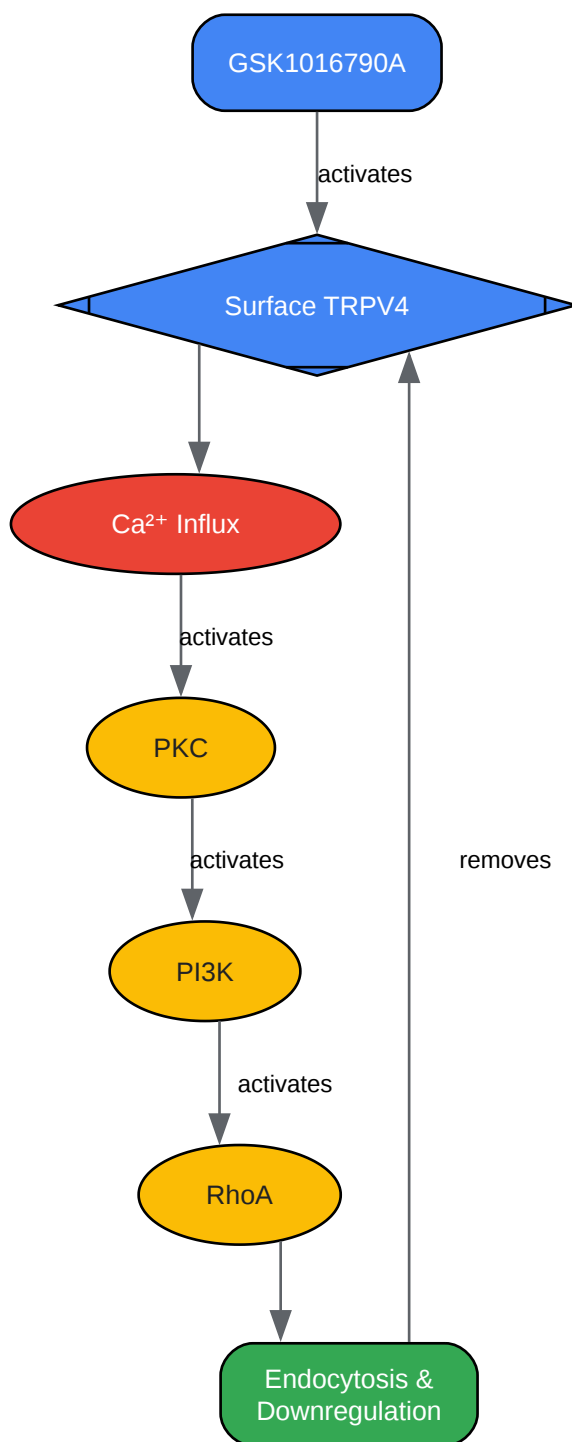 GSK1016790A
activates
Surface TRPV4
Ca²⁺ Influx
activates
PKC
activates
removes
PI3K
activates
RhoA
Endocytosis &
Downregulation